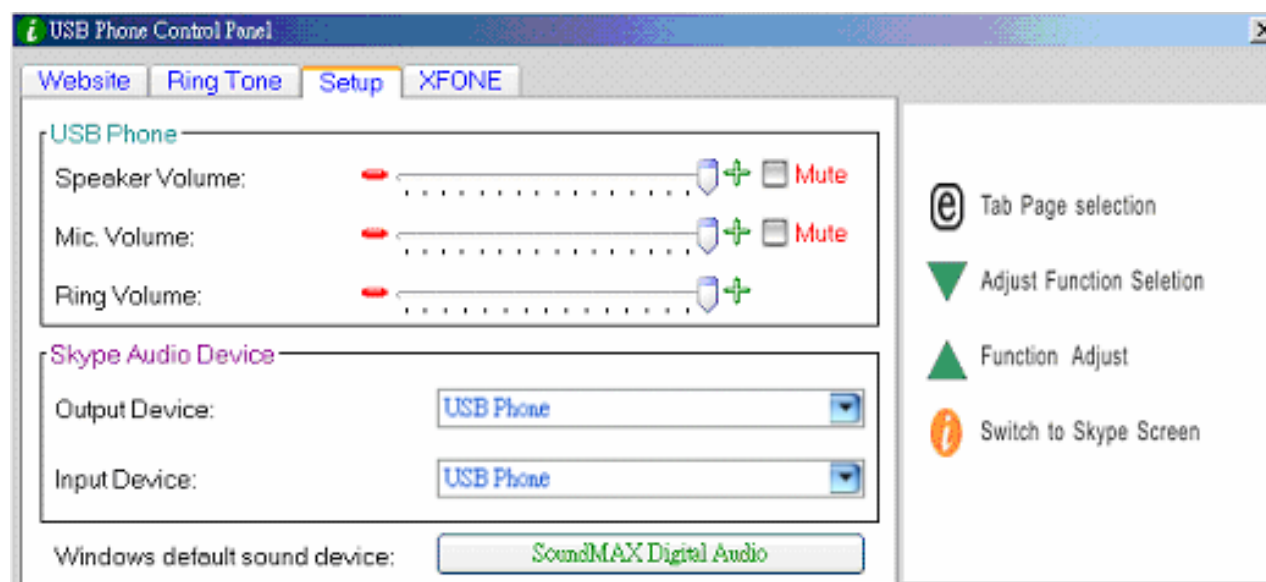 USB Phone Control Panel
Website Ring Tone Setup XFONE
USB Phone
Speaker Volume: Mute
Mic. Volume: Mute
Ring Volume:
Skype Audio Device
Output Device: USB Phone
Input Device: USB Phone
Windows default sound device: SoundMAX Digital Audio
e Tab Page selection
Adjust Function Seletion
Function Adjust
i Switch to Skype Screen